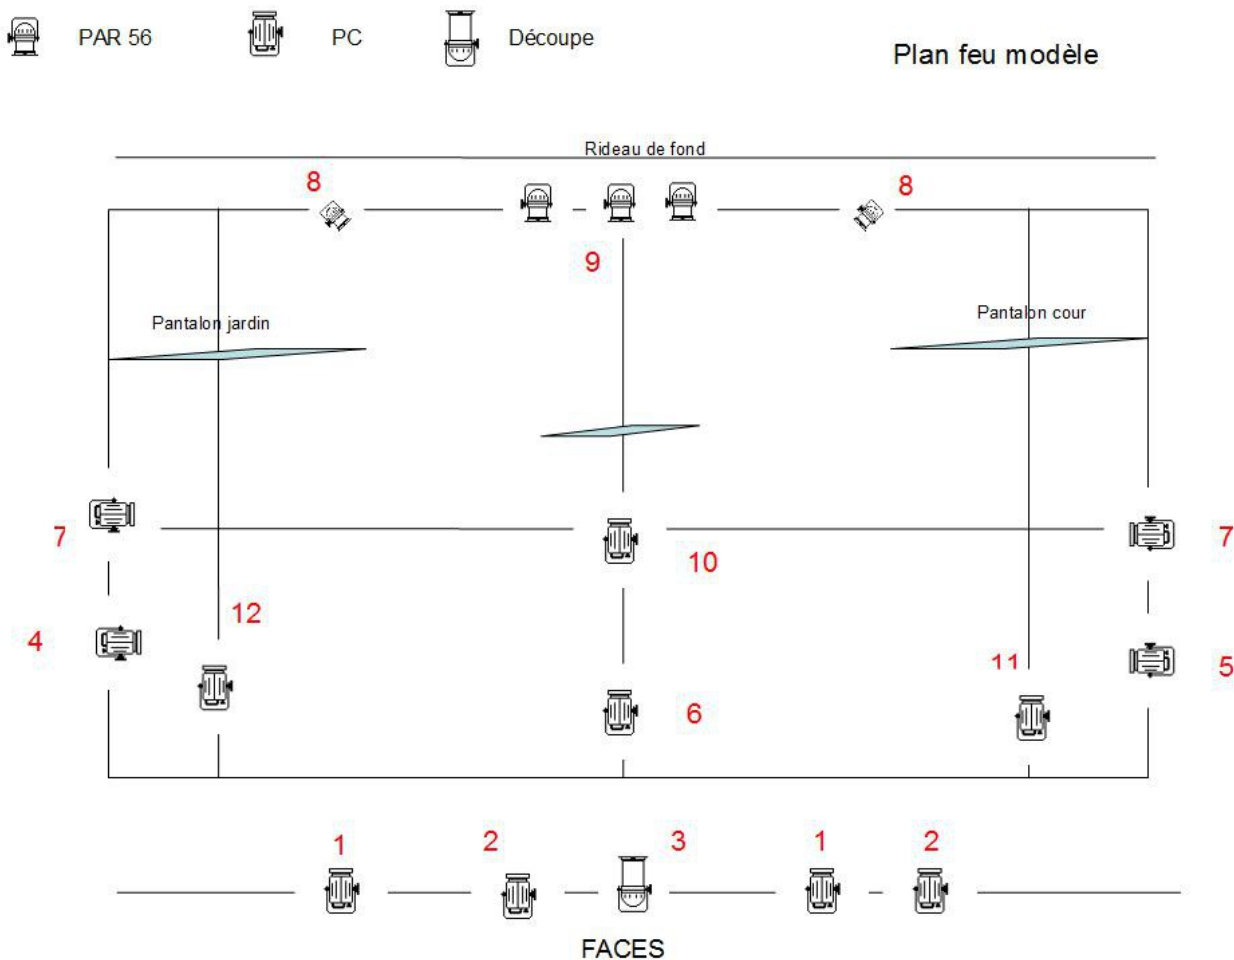 PAR 56 PC Découpe
Plan feu modèle
Rideau de fond
8 8
9
Pantalon jardin Pantalon cour
7 7
10
12
4 11 5
6
1 2 3 1 2
FACES